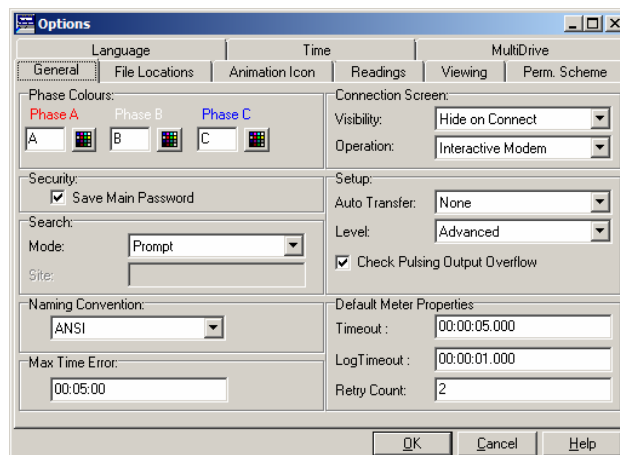 Options
Language Time MultiDrive
General File Locations Animation Icon Readings Viewing Perm. Scheme
Phase Colours:
Phase A Phase B Phase C
A B C
Security:
Save Main Password
Search:
Mode: Prompt
Site:
Naming Convention:
ANSI
Max Time Error:
00:05:00
Connection Screen:
Visibility: Hide on Connect
Operation: Interactive Modem
Setup:
Auto Transfer: None
Level: Advanced
Check Pulsing Output Overflow
Default Meter Properties
Timeout : 00:00:05.000
LogTimeout : 00:00:01.000
Retry Count: 2
OK Cancel Help